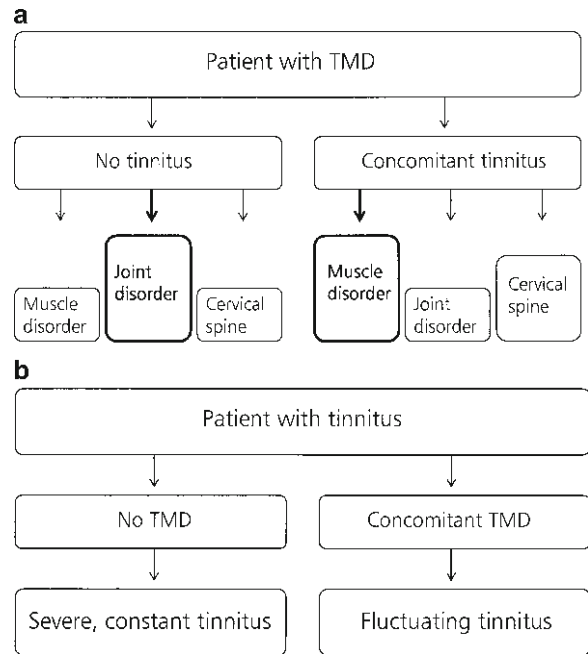 a
Patient with TMD
No tinnitus
Concomitant tinnitus
Muscle
disorder
Joint
disorder
Cervical
spine
Muscle
disorder
Joint
disorder
Cervical
spine
b
Patient with tinnitus
No TMD
Concomitant TMD
Severe, constant tinnitus
Fluctuating tinnitus